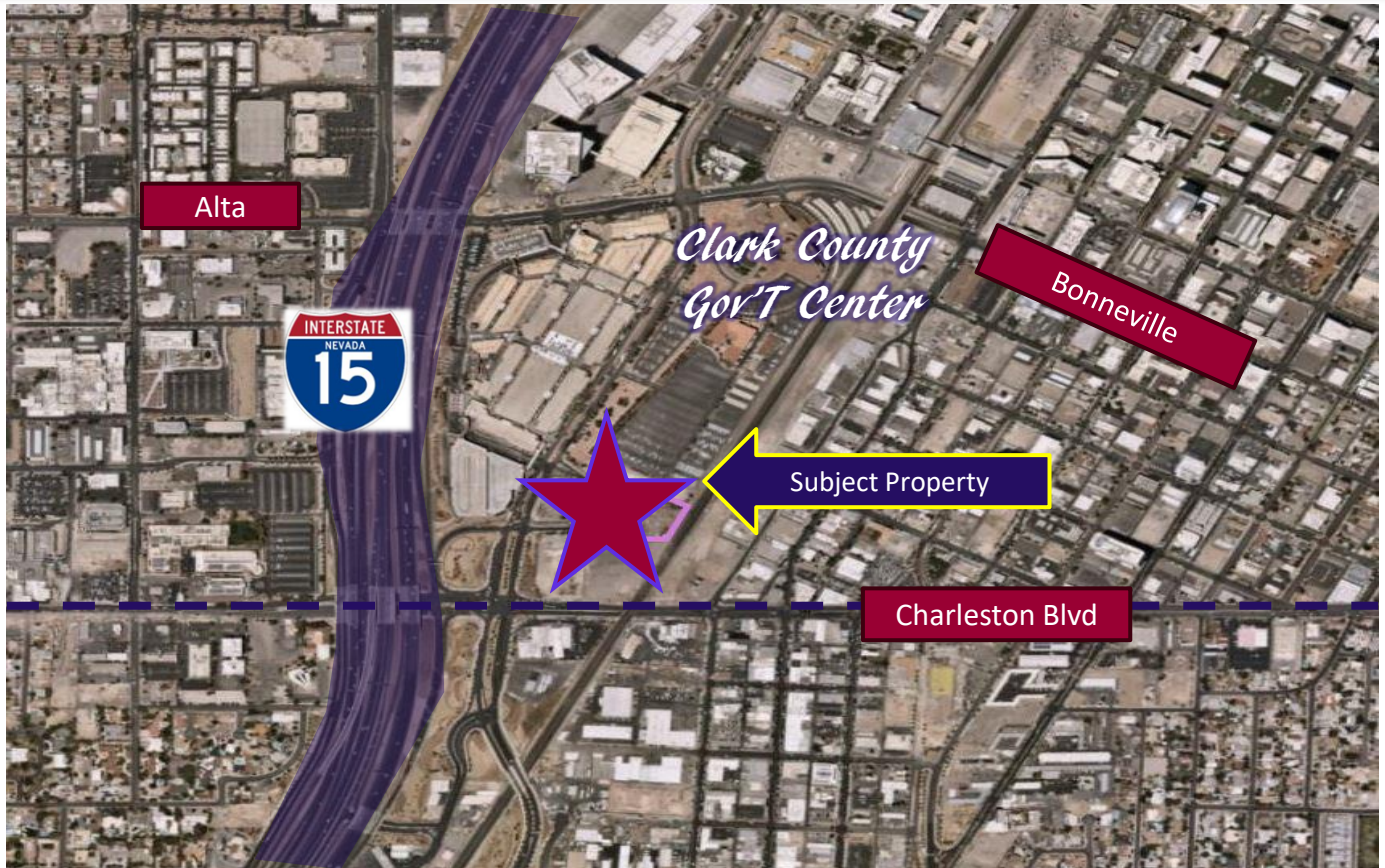 Alta
Clark County
Gov'T Center
Bonneville
INTERSTATE
NEVADA
15
Subject Property
Charleston Blvd